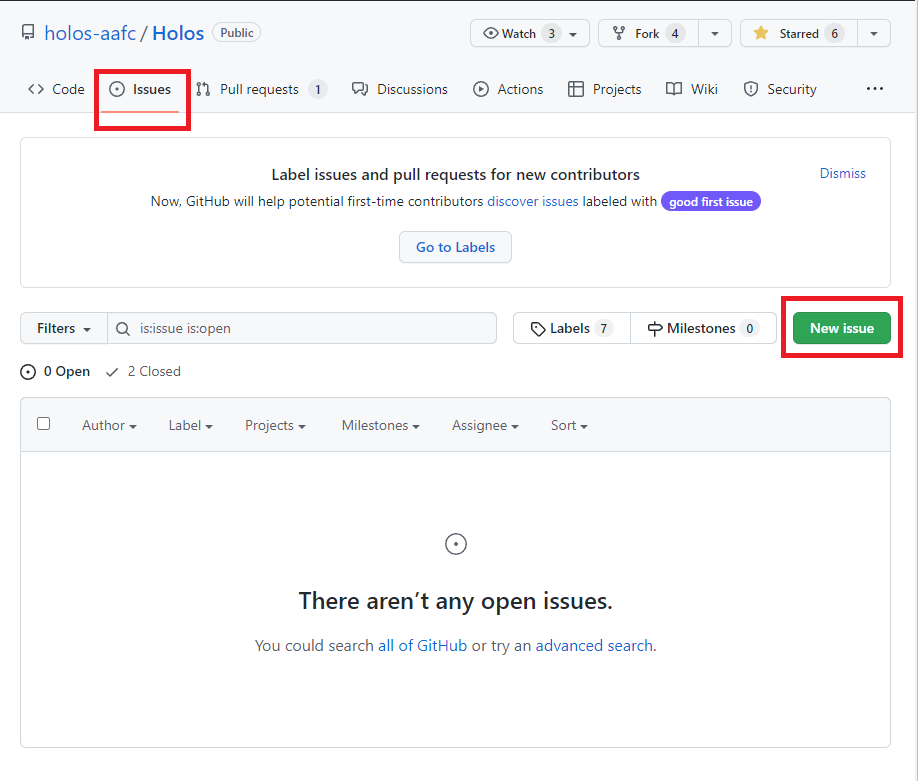 holos-aafc / Holos Public Watch 3 Fork 4 Starred 6
Code Issues Pull requests 1 Discussions Actions Projects Wiki Security ...
Label issues and pull requests for new contributors
Dismiss
Now, GitHub will help potential first-time contributors discover issues labeled with good first issue
Go to Labels
Filters is:issue is:open Labels 7 Milestones 0 New issue
0 Open 2 Closed
Author Label Projects Milestones Assignee Sort
There aren’t any open issues.
You could search all of GitHub or try an advanced search.